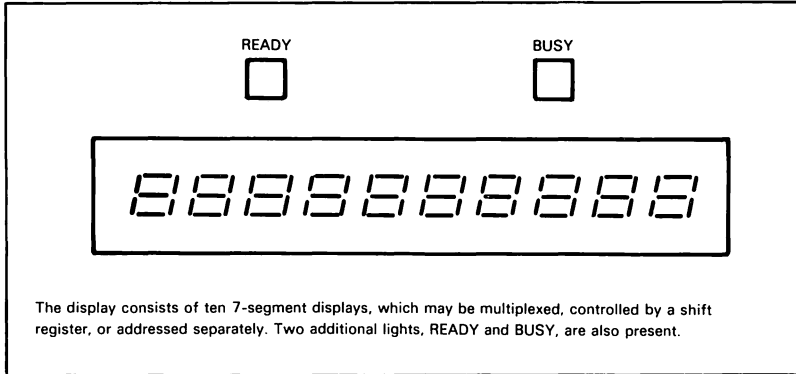 READY BUSY
The display consists of ten 7-segment displays, which may be multiplexed, controlled by a shift
register, or addressed separately. Two additional lights, READY and BUSY, are also present.